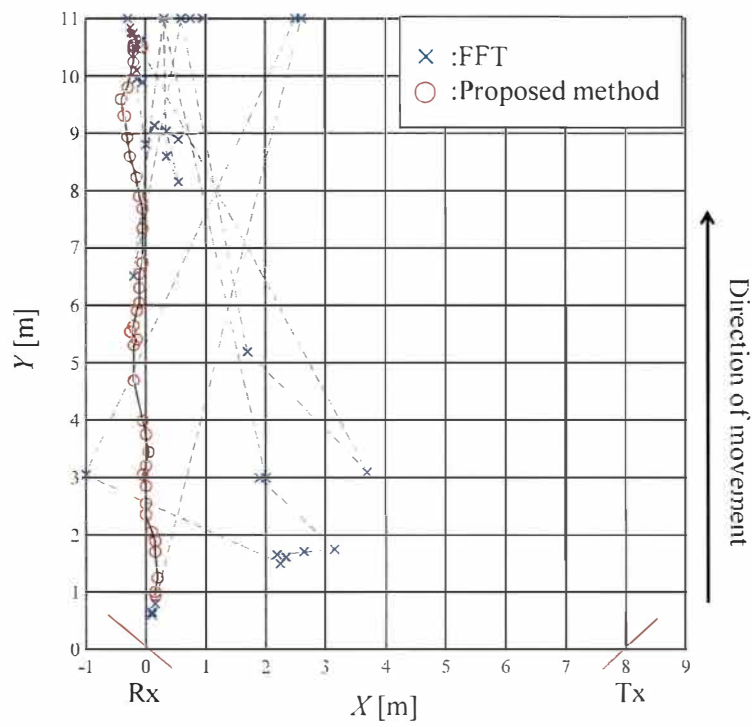 × :FFT
○ :Proposed method
11
10
9
8
7
6
5
4
3
2
1
0
Y [m]
Direction of movement
-1 0 1 2 3 4 5 6 7 8 9
Rx X [m] Tx